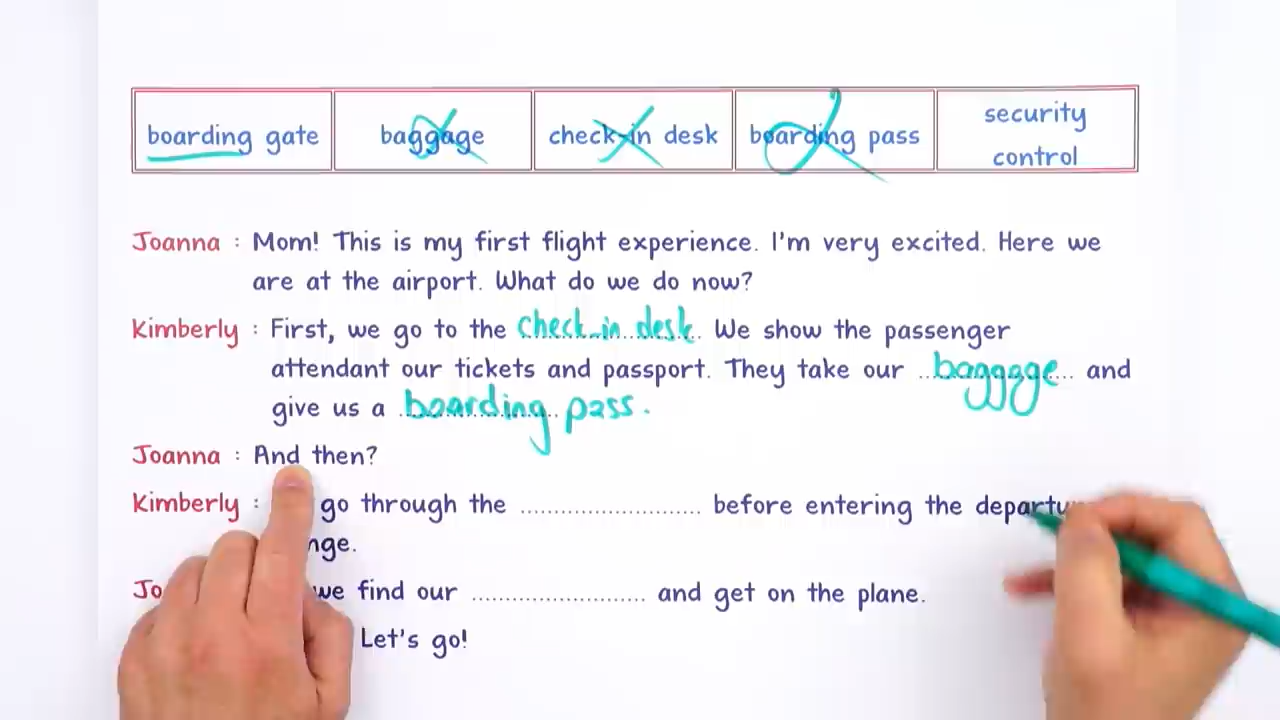 boarding gate baggage check-in desk boarding pass security control
Joanna : Mom! This is my first flight experience. I'm very excited. Here we
are at the airport. What do we do now?
Kimberly : First, we go to the check-in desk. We show the passenger
attendant our tickets and passport. They take our baggage and
give us a boarding pass.
Joanna : And then?
Kimberly : go through the .......................... before entering the
Jo we find our .......................... and get on the plane.
Let's go!